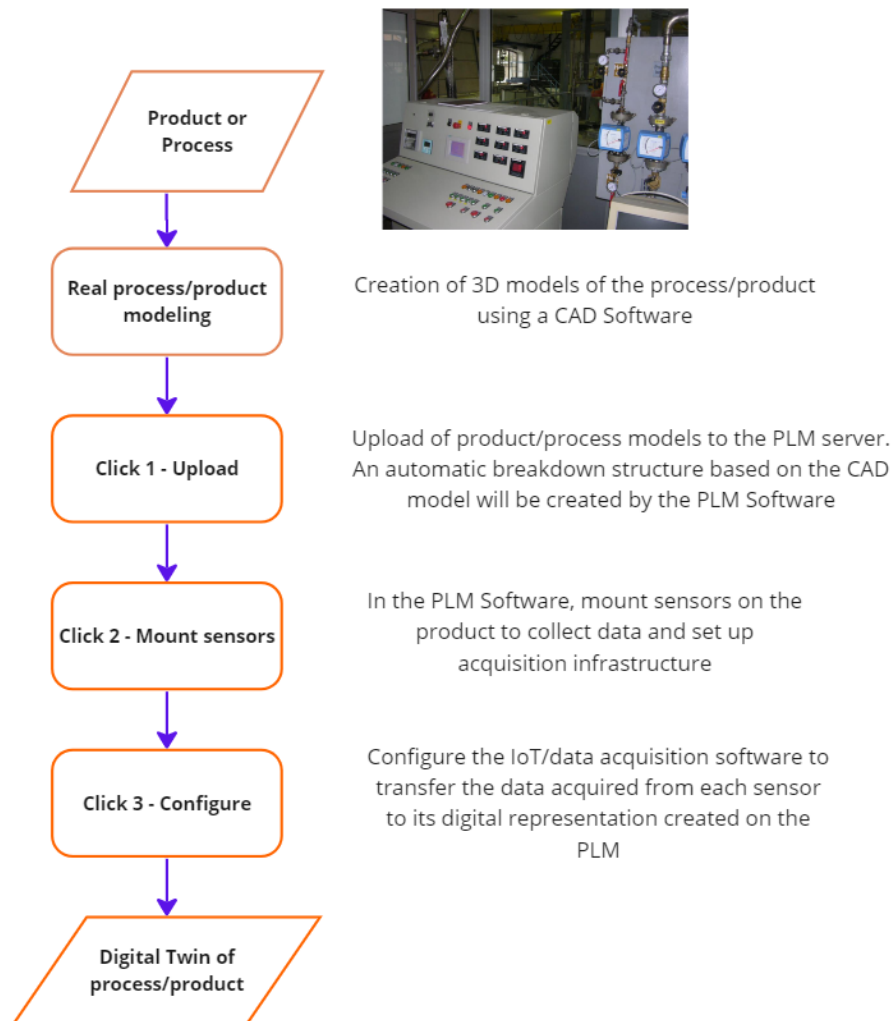 Product or
Process
Real process/product
modeling
Creation of 3D models of the process/product
using a CAD Software
Click 1 - Upload
Upload of product/process models to the PLM server.
An automatic breakdown structure based on the CAD
model will be created by the PLM Software
Click 2 - Mount sensors
In the PLM Software, mount sensors on the
product to collect data and set up
acquisition infrastructure
Click 3 - Configure
Configure the IoT/data acquisition software to
transfer the data acquired from each sensor
to its digital representation created on the
PLM
Digital Twin of
process/product